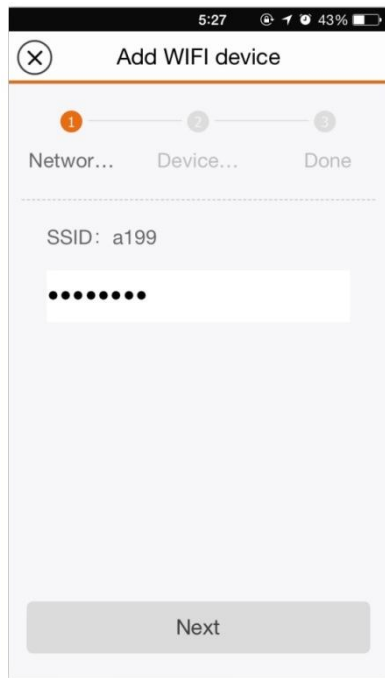 5:27 43%
Add WIFI device
1 2 3
Networ... Device... Done
SSID: a199
••••••••
Next